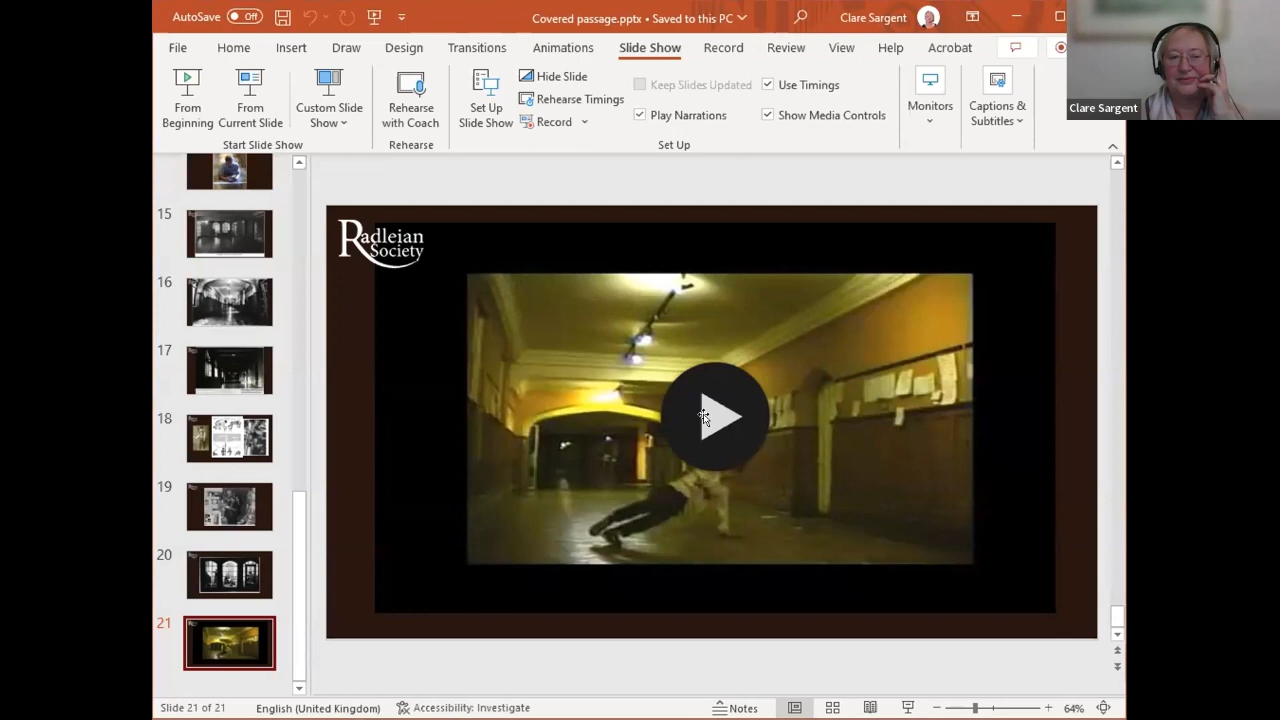 AutoSave Off Covered passage.pptx • Saved to this PC Clare Sargent
File Home Insert Draw Design Transitions Animations Slide Show Record Review View Help Acrobat
From Beginning
From Current Slide
Custom Slide Show
Start Slide Show
Rehearse with Coach
Rehearse
Set Up Slide Show
Hide Slide
Rehearse Timings
Record
Keep Slides Updated
Play Narrations
Use Timings
Show Media Controls
Set Up
Monitors
Captions & Subtitles
Clare Sargent
15
16
17
18
19
20
21
Radleian
Society
Slide 21 of 21 English (United Kingdom) Accessibility: Investigate Notes 64%